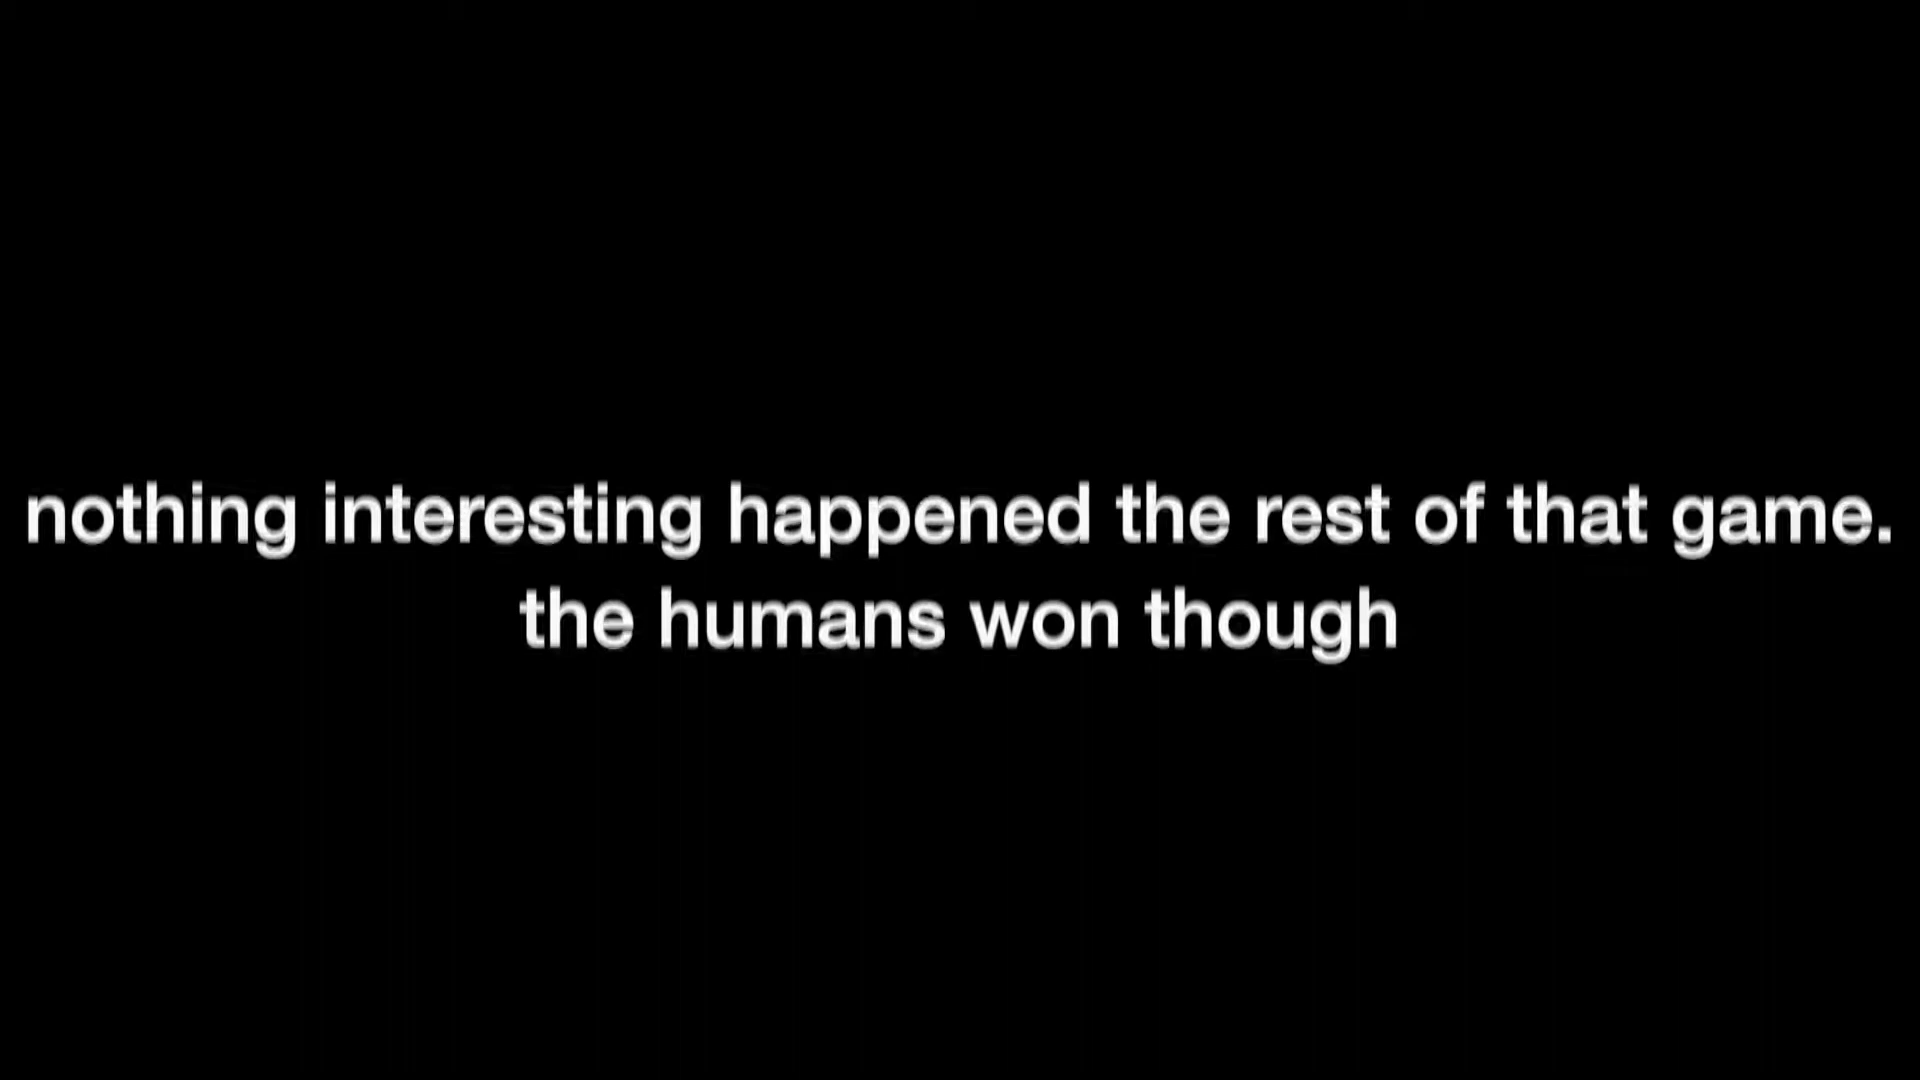 nothing interesting happened the rest of that game.
the humans won though